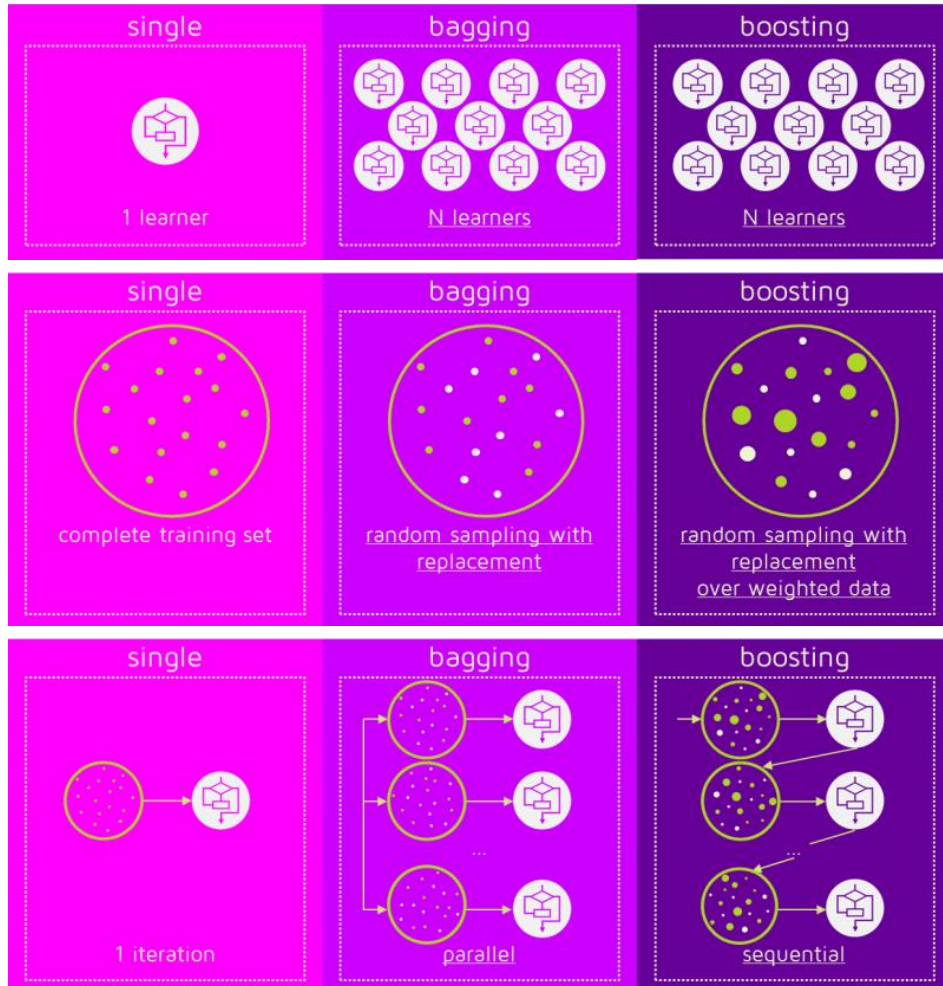 single
bagging
boosting
1 learner
N learners
N learners
single
bagging
boosting
complete training set
random sampling with
replacement
random sampling with
replacement
over weighted data
single
bagging
boosting
...
...
1 iteration
parallel
sequential